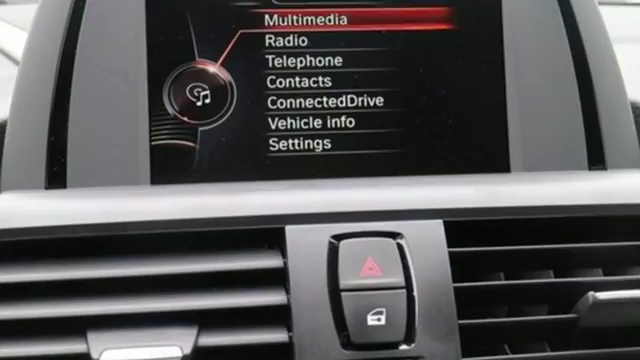 Multimedia
Radio
Telephone
Contacts
ConnectedDrive
Vehicle info
Settings